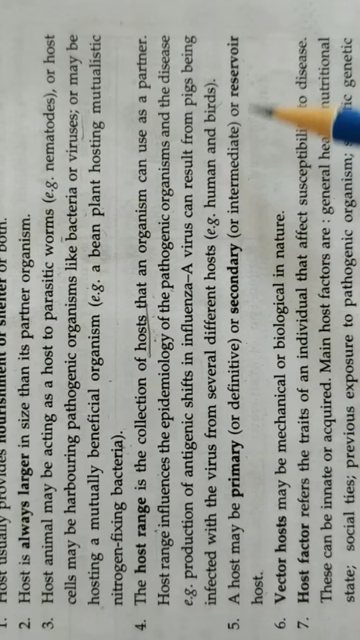 1. Host usually provides nourishment or shelter or both.
2. Host is always larger in size than its partner organism.
3. Host animal may be acting as a host to parasitic worms (e.g. nematodes), or host
cells may be harbouring pathogenic organisms like bacteria or viruses; or may be
hosting a mutually beneficial organism (e.g. a bean plant hosting mutualistic
nitrogen-fixing bacteria).
4. The host range is the collection of hosts that an organism can use as a partner.
Host range influences the epidemiology of the pathogenic organisms and the disease
e.g. production of antigenic shifts in influenza–A virus can result from pigs being
infected with the virus from several different hosts (e.g. human and birds).
5. A host may be primary (or definitive) or secondary (or intermediate) or reservoir
host.
6. Vector hosts may be mechanical or biological in nature.
7. Host factor refers the traits of an individual that affect susceptibili to disease.
These can be innate or acquired. Main host factors are : general hea nutritional
state; social ties; previous exposure to pathogenic organism; genetic